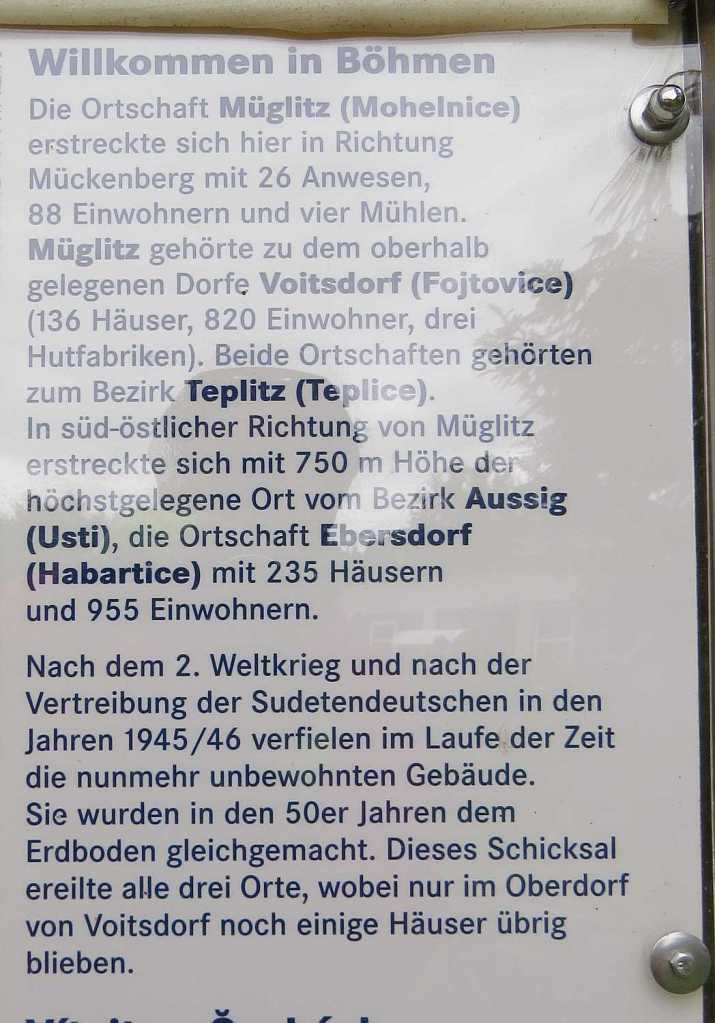 Willkommen in Böhmen
Die Ortschaft Müglitz (Mohelnice)
erstreckte sich hier in Richtung
Mückenberg mit 26 Anwesen,
88 Einwohnern und vier Mühlen.
Müglitz gehörte zu dem oberhalb
gelegenen Dorfe Voitsdorf (Fojtovice)
(136 Häuser, 820 Einwohner, drei
Hutfabriken). Beide Ortschaften gehörten
zum Bezirk Teplitz (Teplice).
In süd-östlicher Richtung von Müglitz
erstreckte sich mit 750 m Höhe der
höchstgelegene Ort vom Bezirk Aussig
(Usti), die Ortschaft Ebersdorf
(Habartice) mit 235 Häusern
und 955 Einwohnern.
Nach dem 2. Weltkrieg und nach der
Vertreibung der Sudetendeutschen in den
Jahren 1945/46 verfielen im Laufe der Zeit
die nunmehr unbewohnten Gebäude.
Sie wurden in den 50er Jahren dem
Erdboden gleichgemacht. Dieses Schicksal
ereilte alle drei Orte, wobei nur im Oberdorf
von Voitsdorf noch einige Häuser übrig
blieben.